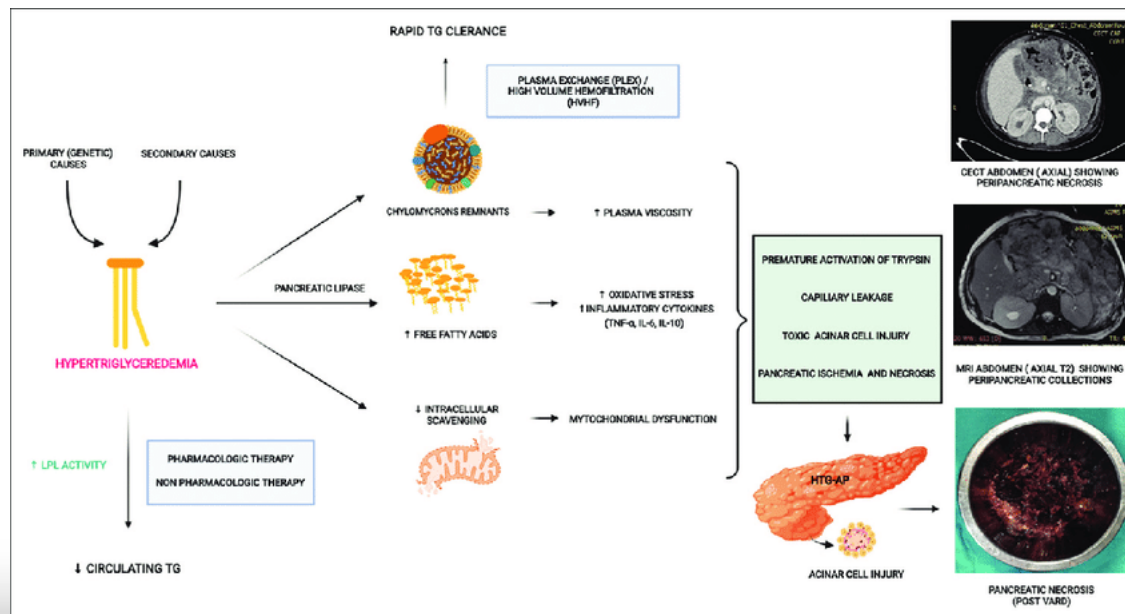 RAPID TG CLERANCE
PLASMA EXCHANGE (PLEX) /
HIGH VOLUME HEMOFILTRATION
(HVHF)
PRIMARY (GENETIC)
CAUSES
SECONDARY CAUSES
CHYLOMYCRONS REMNANTS
↑ PLASMA VISCOSITY
PANCREATIC LIPASE
↑ FREE FATTY ACIDS
↑ OXIDATIVE STRESS
↑ INFLAMMATORY CYTOKINES
(TNF-α, IL-6, IL-10)
HYPERTRIGLYCEREDEMIA
↓ INTRACELLULAR
SCAVENGING
MYTOCHONDRIAL DYSFUNCTION
↑ LPL ACTIVITY
PHARMACOLOGIC THERAPY
NON PHARMACOLOGIC THERAPY
↓ CIRCULATING TG
PREMATURE ACTIVATION OF TRYPSIN
CAPILLARY LEAKAGE
TOXIC ACINAR CELL INJURY
PANCREATIC ISCHEMIA AND NECROSIS
HTG-AP
ACINAR CELL INJURY
CECT ABDOMEN ( AXIAL) SHOWING
PERIPANCREATIC NECROSIS
MRI ABDOMEN ( AXIAL T2) SHOWING
PERIPANCREATIC COLLECTIONS
PANCREATIC NECROSIS
(POST VARD)